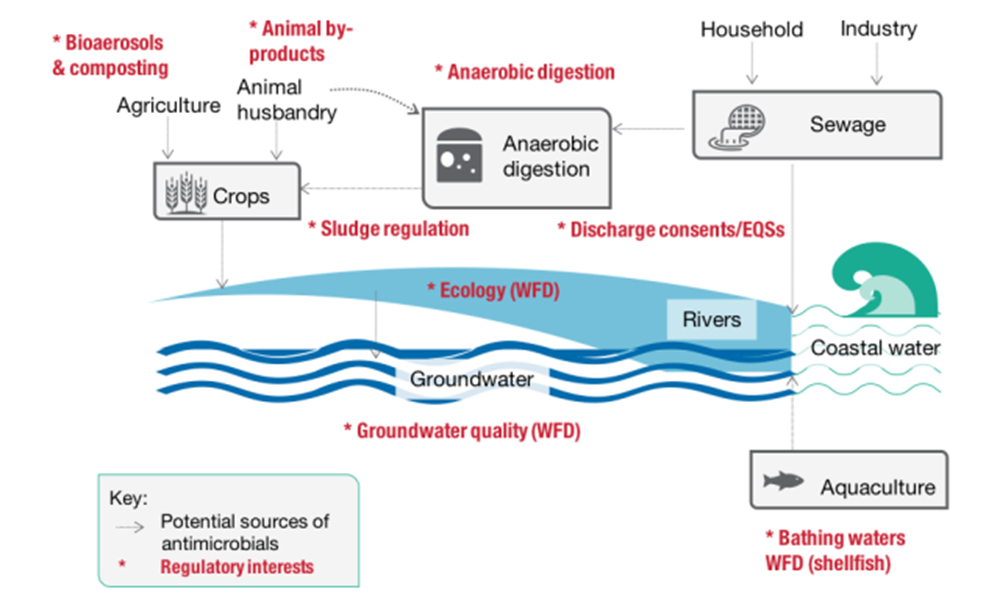 * Bioaerosols
& composting
* Animal by-
products
* Anaerobic digestion
Household
Industry
Agriculture
Animal
husbandry
Anaerobic
digestion
Sewage
Crops
* Sludge regulation
* Discharge consents/EQSs
* Ecology (WFD)
Rivers
Coastal water
Groundwater
* Groundwater quality (WFD)
Aquaculture
* Bathing waters
WFD (shellfish)
Key:
Potential sources of
antimicrobials
* Regulatory interests